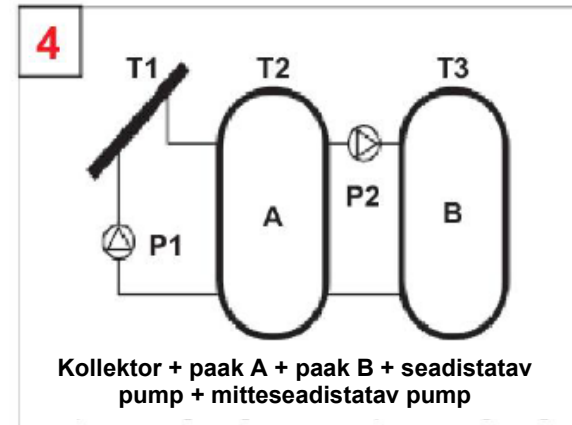 4
T1 T2 T3
P2
A B
P1
Kollektor + paak A + paak B + seadistatav
pump + mitteseadistatav pump